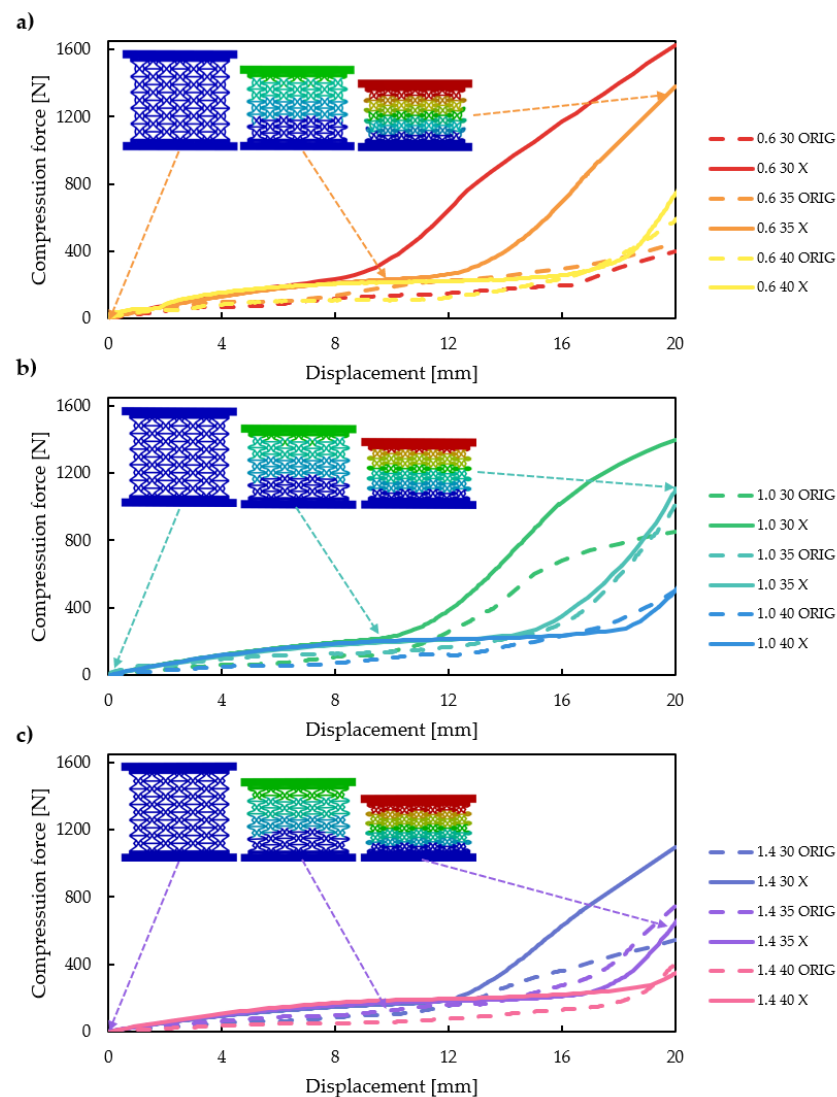 a)
Compressuion force [N]
1600
1200
800
400
0
0 4 8 12 16 20
Displacement [mm]
0.6 30 ORIG
0.6 30 X
0.6 35 ORIG
0.6 35 X
0.6 40 ORIG
0.6 40 X
b)
Compressuion force [N]
1600
1200
800
400
0
0 4 8 12 16 20
Displacement [mm]
1.0 30 ORIG
1.0 30 X
1.0 35 ORIG
1.0 35 X
1.0 40 ORIG
1.0 40 X
c)
Compressuion force [N]
1600
1200
800
400
0
0 4 8 12 16 20
Displacement [mm]
1.4 30 ORIG
1.4 30 X
1.4 35 ORIG
1.4 35 X
1.4 40 ORIG
1.4 40 X